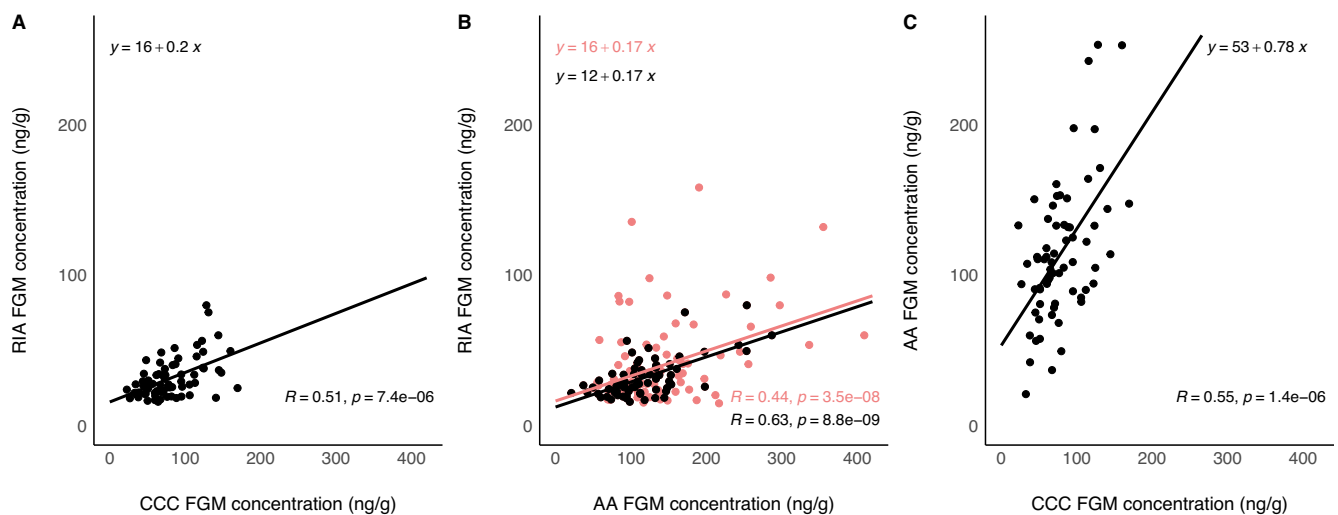 A
y = 16 + 0.2 x
RIA FGM concentration (ng/g)
200
100
0
R = 0.51, p = 7.4e−06
0 100 200 300 400
CCC FGM concentration (ng/g)
B
y = 16 + 0.17 x
y = 12 + 0.17 x
RIA FGM concentration (ng/g)
200
100
0
R = 0.44, p = 3.5e−08
R = 0.63, p = 8.8e−09
0 100 200 300 400
AA FGM concentration (ng/g)
C
y = 53 + 0.78 x
AA FGM concentration (ng/g)
200
100
0
R = 0.55, p = 1.4e−06
0 100 200 300 400
CCC FGM concentration (ng/g)